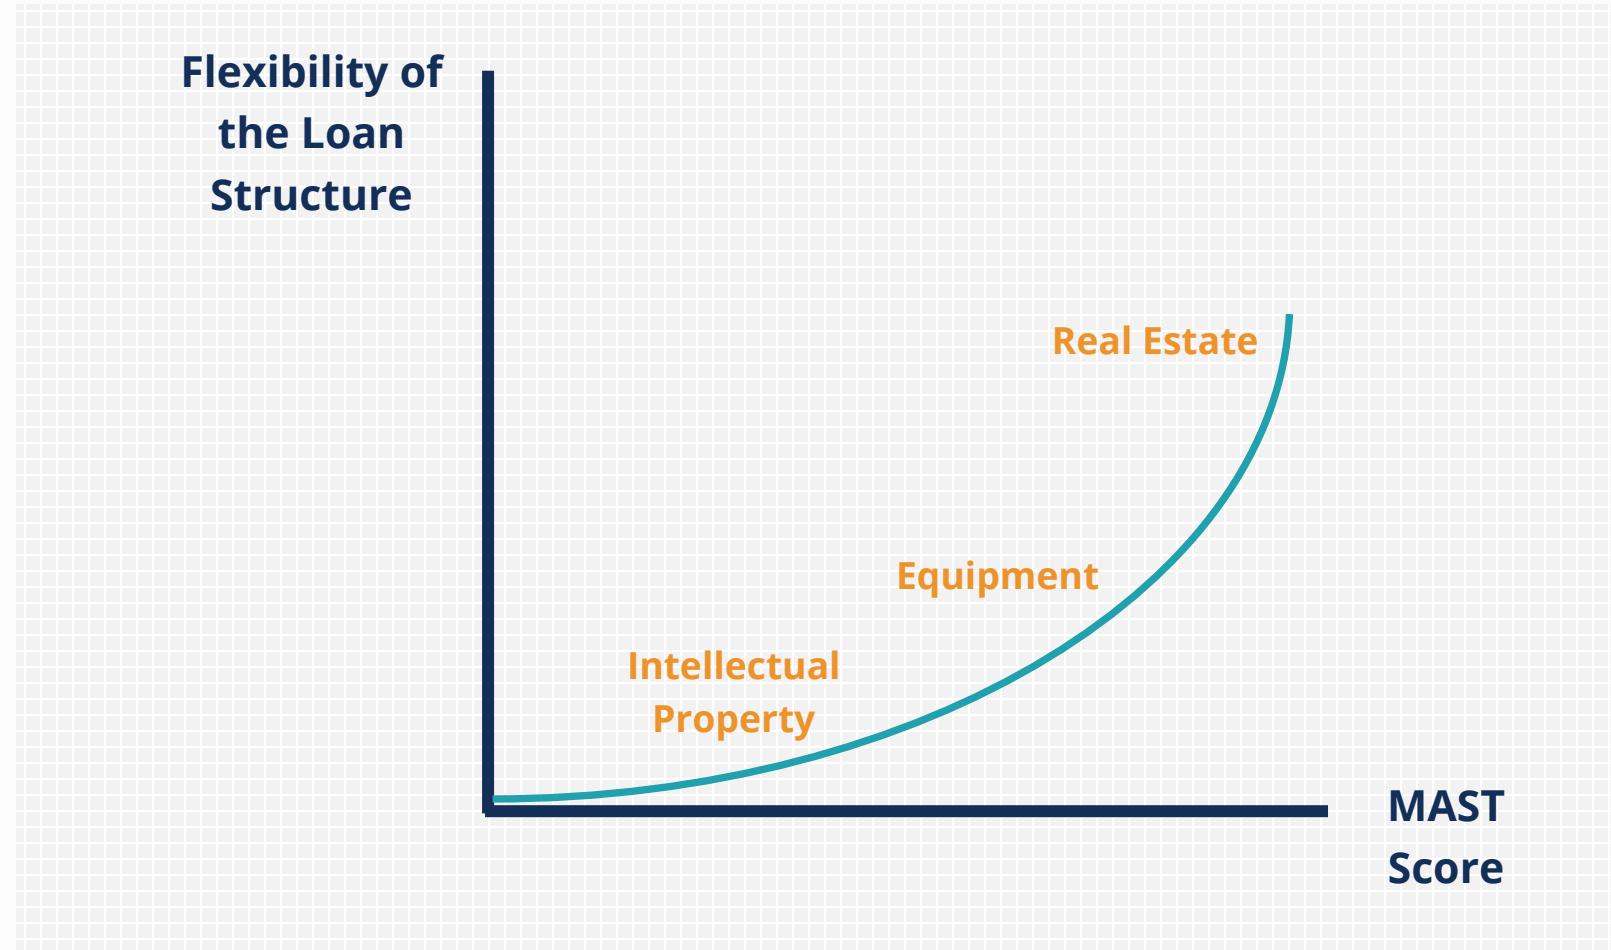 Flexibility of
the Loan
Structure
Real Estate
Equipment
Intellectual
Property
MAST
Score